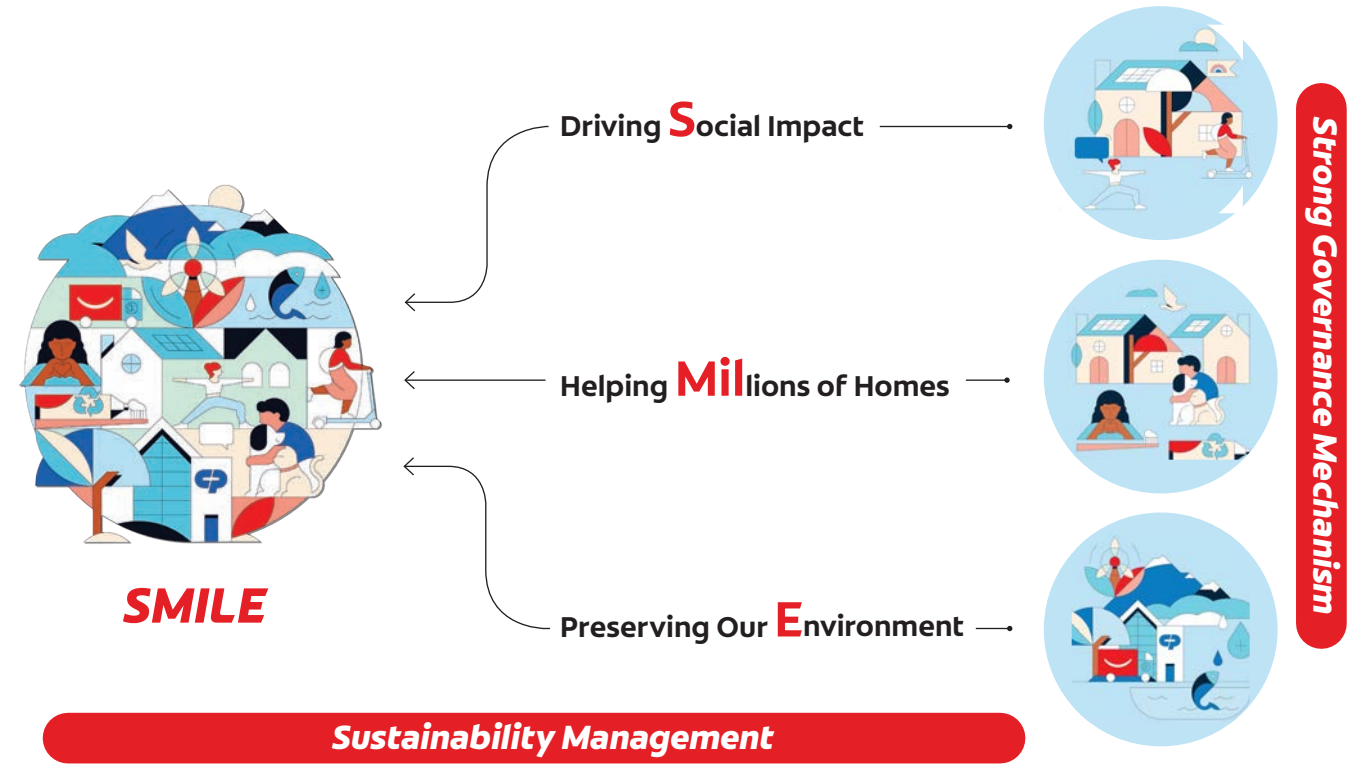 Driving Social Impact
Helping Millions of Homes
Preserving Our Environment
SMILE
Sustainability Management
Strong Governance Mechanism